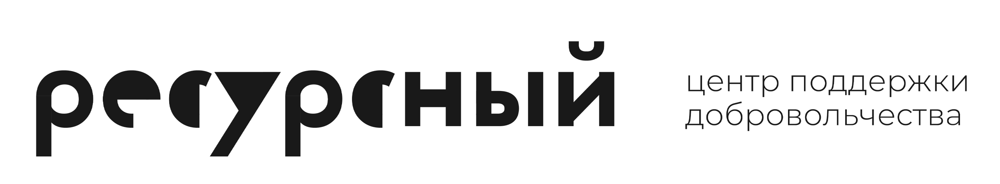 ресурсный
центр поддержки
добровольчества